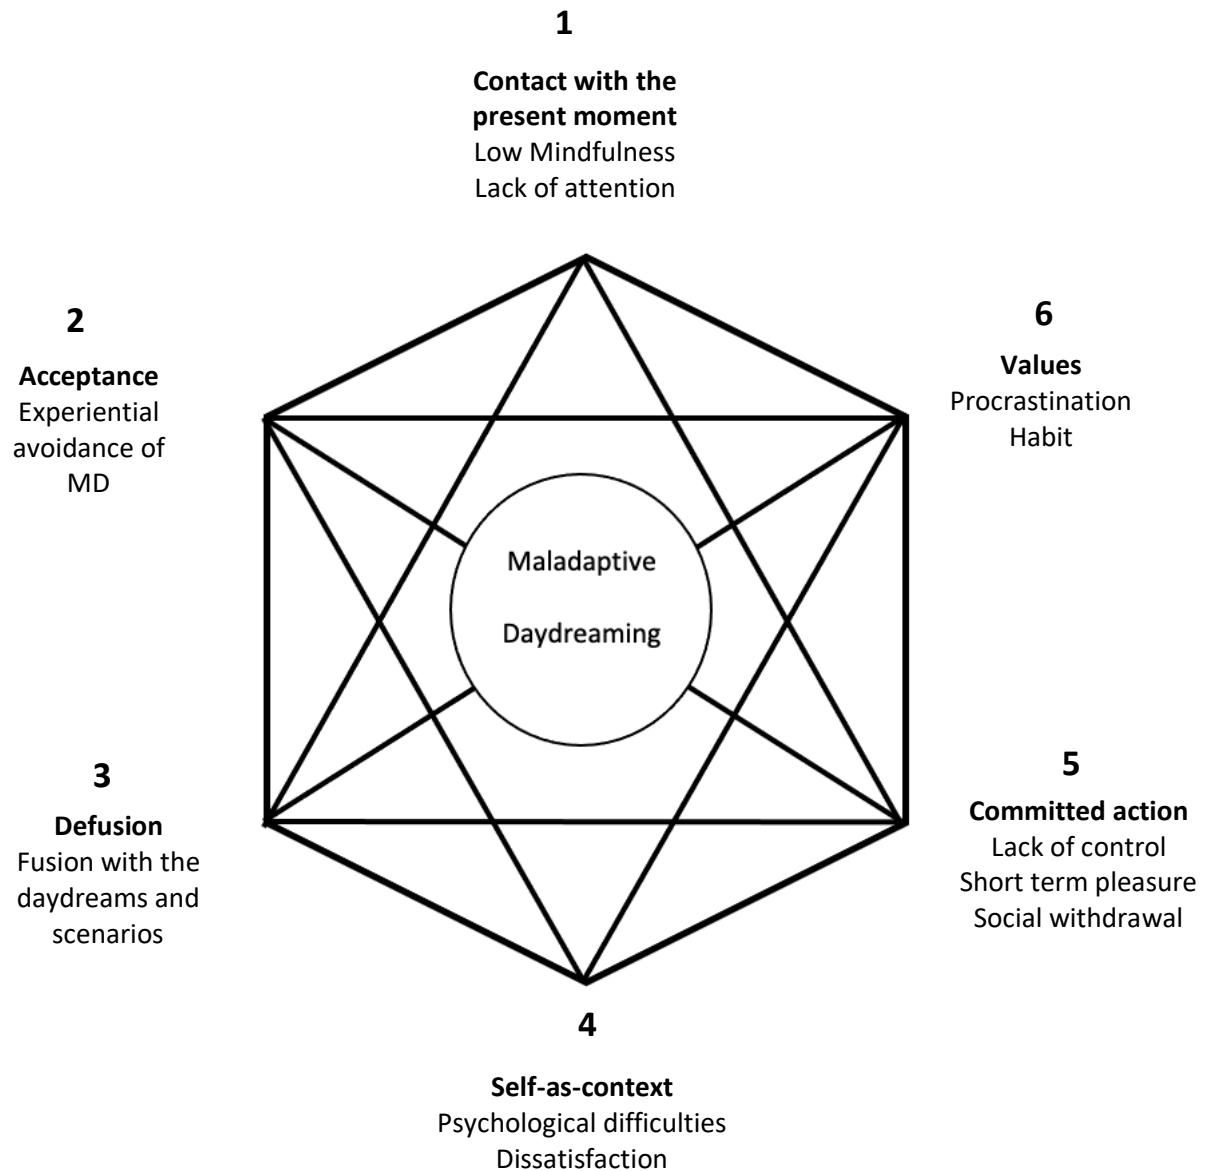 1
Contact with the
present moment
Low Mindfulness
Lack of attention
2
Acceptance
Experiential
avoidance of
MD
6
Values
Procrastination
Habit
Maladaptive
Daydreaming
3
Defusion
Fusion with the
daydreams and
scenarios
5
Committed action
Lack of control
Short term pleasure
Social withdrawal
4
Self-as-context
Psychological difficulties
Dissatisfaction